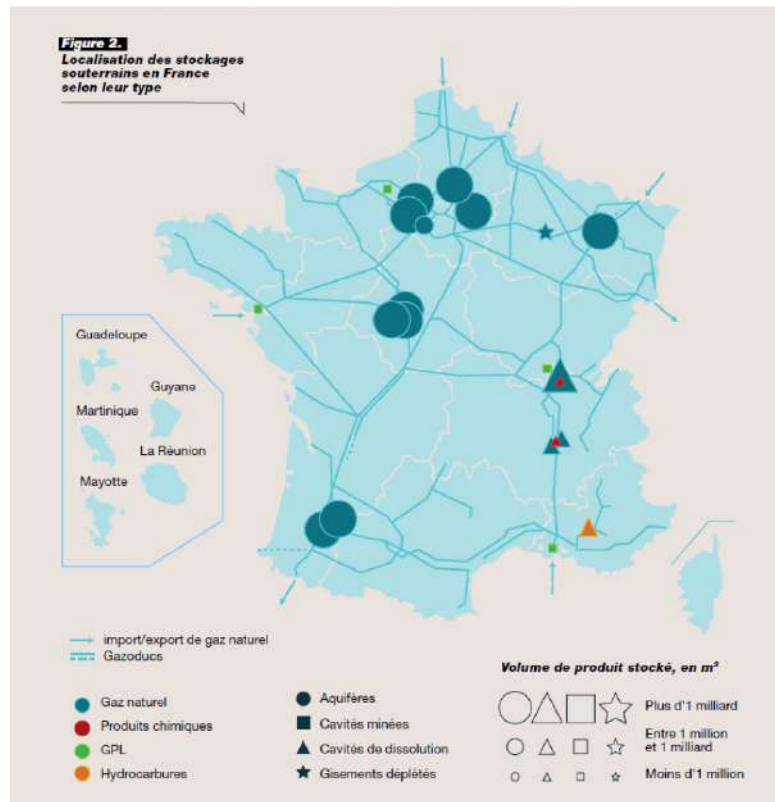 Figure 2.
Localisation des stockages
souterrains en France
selon leur type
Guadeloupe
Guyane
Martinique
La Réunion
Mayotte
import/export de gaz naturel
Gazoducs
Gaz naturel
Produits chimiques
GPL
Hydrocarbures
Aquifères
Cavités minées
Cavités de dissolution
Gisements déplétés
Volume de produit stocké, en m³
Plus d'1 milliard
Entre 1 million
et 1 milliard
Moins d'1 million